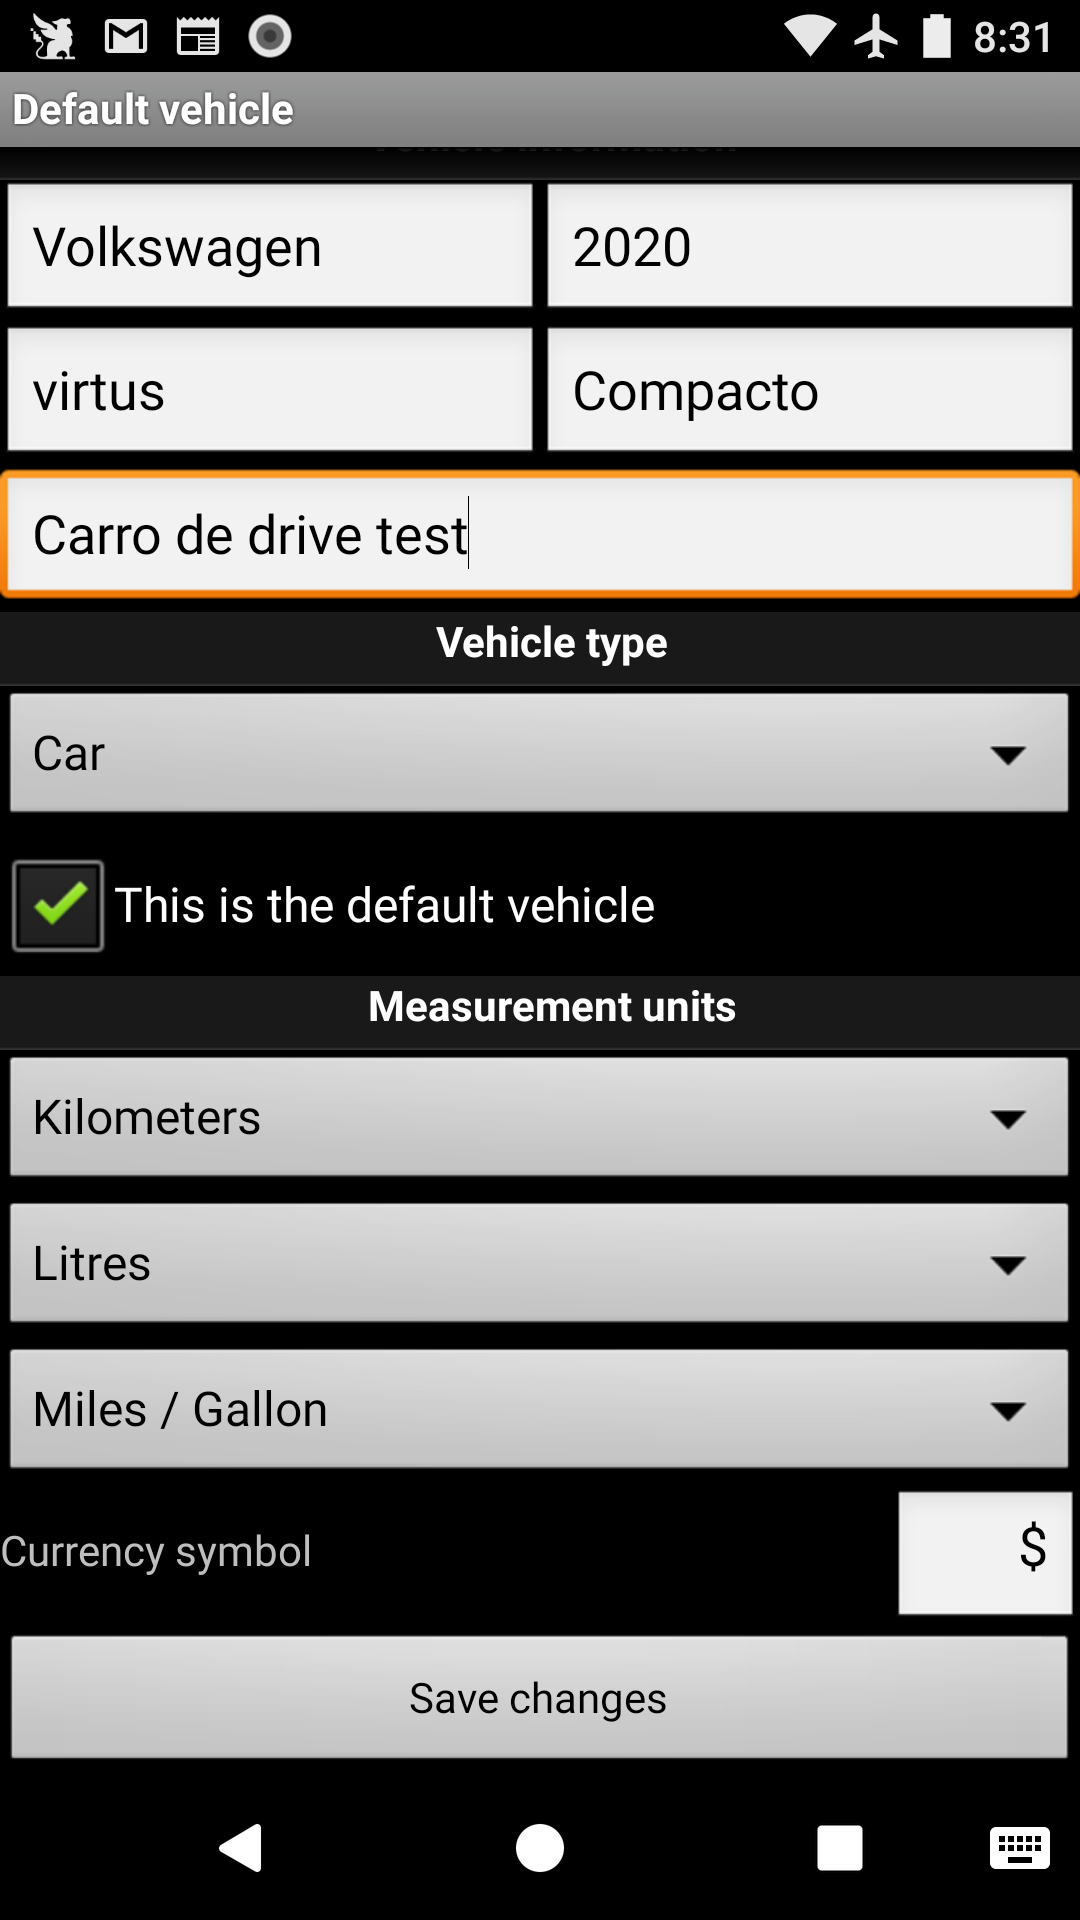 8:31
Default vehicle
Volkswagen
2020
virtus
Compacto
Carro de drive test
Vehicle type
Car
This is the default vehicle
Measurement units
Kilometers
Litres
Miles / Gallon
Currency symbol
$
Save changes